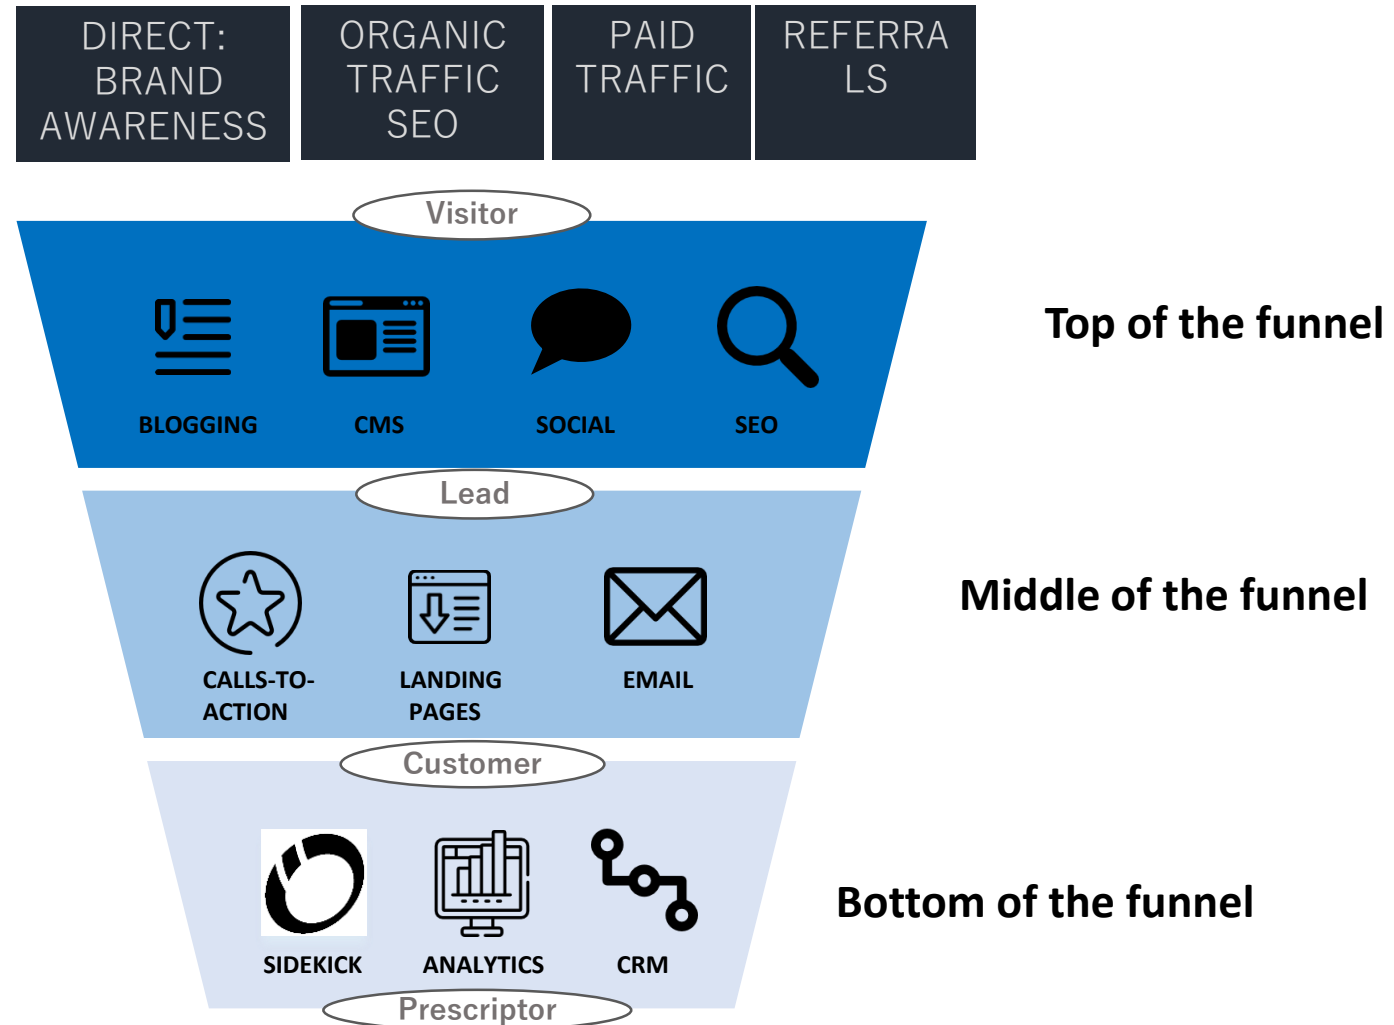 DIRECT:
BRAND
AWARENESS
ORGANIC
TRAFFIC
SEO
PAID
TRAFFIC
REFERRA
LS
Visitor
BLOGGING
CMS
SOCIAL
SEO
Top of the funnel
Lead
CALLS-TO-
ACTION
LANDING
PAGES
EMAIL
Middle of the funnel
Customer
SIDEKICK
ANALYTICS
CRM
Bottom of the funnel
Prescriptor